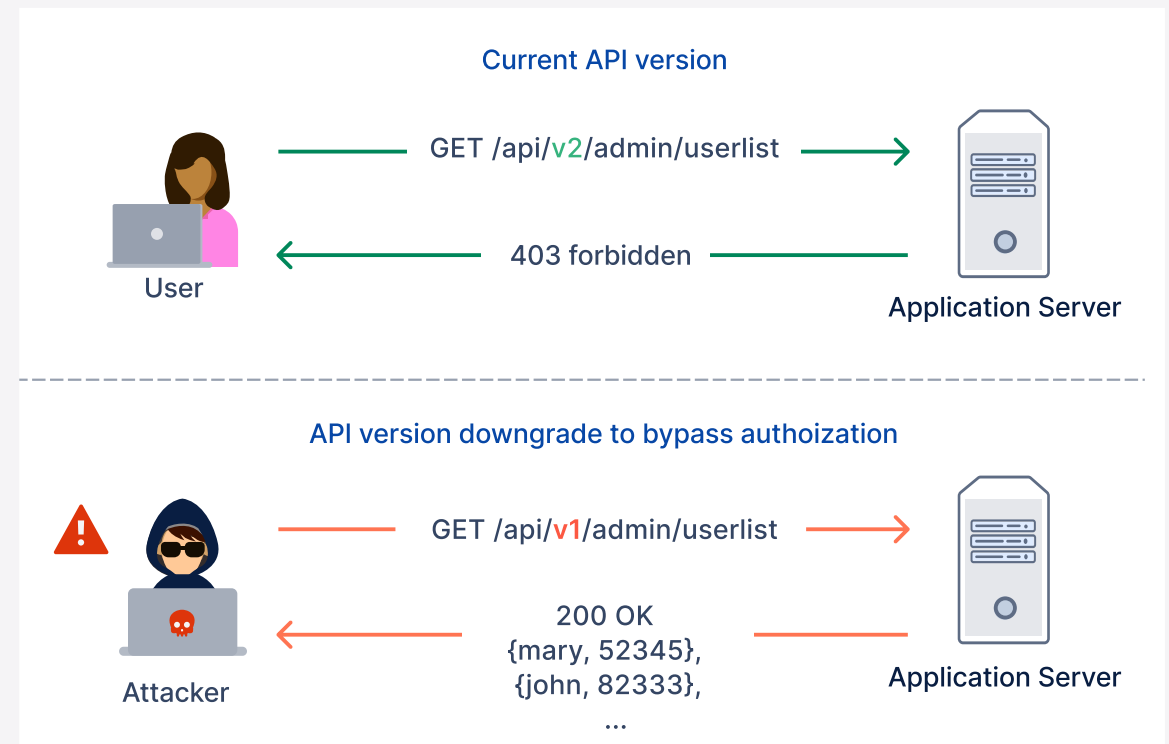 Current API version
GET /api/v2/admin/userlist
403 forbidden
User
Application Server
API version downgrade to bypass authoization
GET /api/v1/admin/userlist
200 OK
{mary, 52345},
{john, 82333},
...
Attacker
Application Server